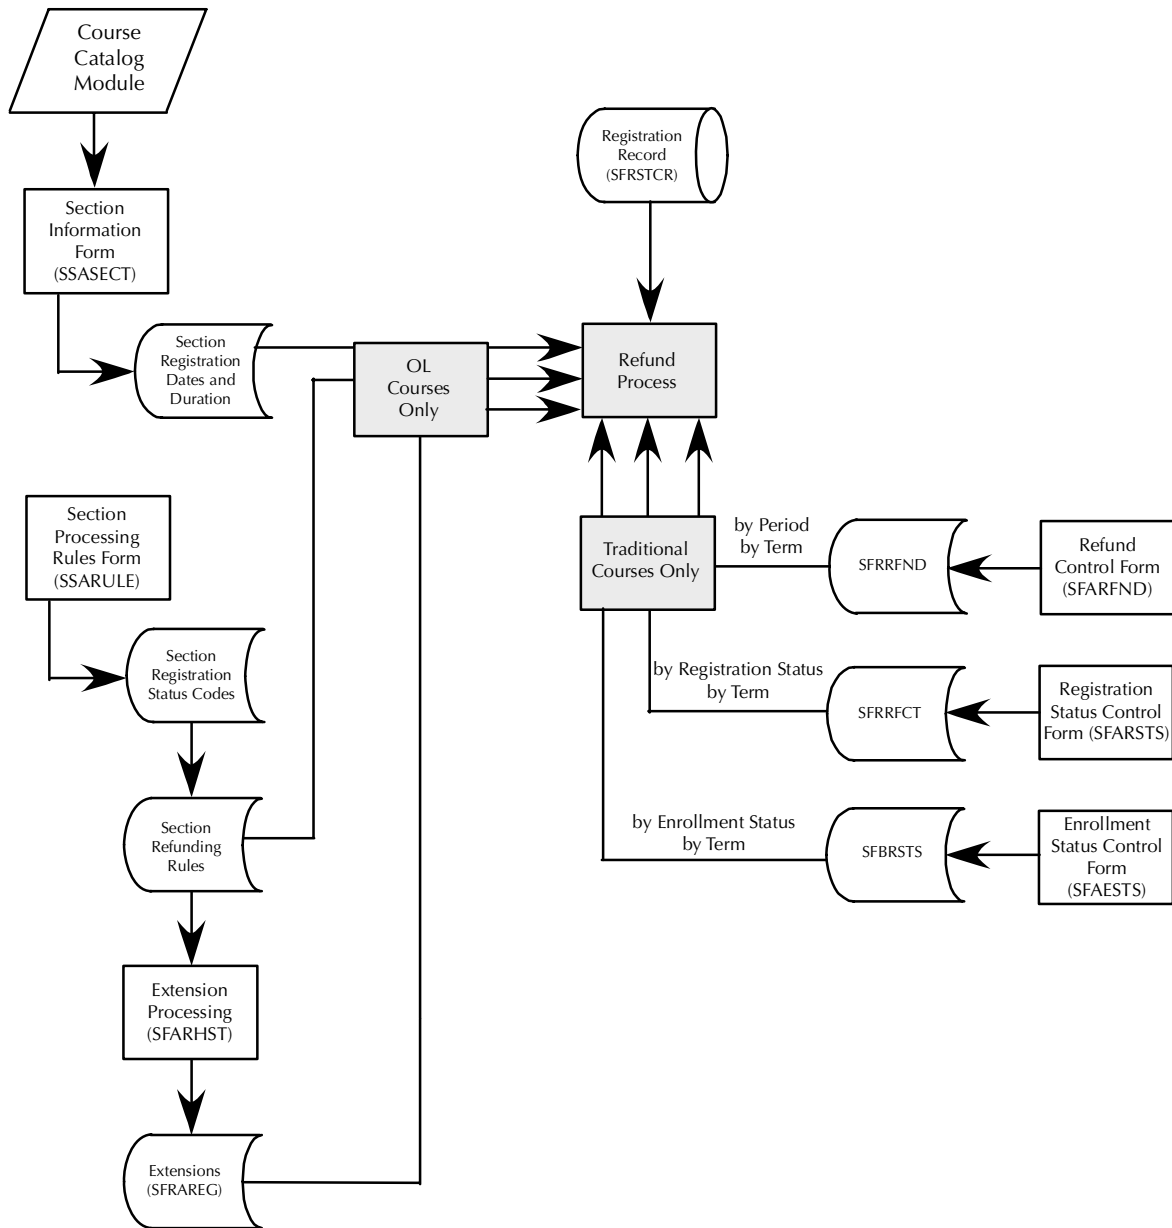 Course
Catalog
Module
Registration
Record
(SFRSTCR)
Section
Information
Form
(SSASECT)
Section
Registration
Dates and
Duration
OL
Courses
Only
Refund
Process
Section
Processing
Rules Form
(SSARULE)
Traditional
Courses Only
by Period
by Term
SFRRFND
Refund
Control Form
(SFARFND)
Section
Registration
Status Codes
by Registration Status
by Term
SFRRFCT
Registration
Status Control
Form (SFARSTS)
Section
Refunding
Rules
by Enrollment Status
by Term
SFBRSTS
Enrollment
Status Control
Form
(SFAESTS)
Extension
Processing
(SFARHST)
Extensions
(SFRAREG)